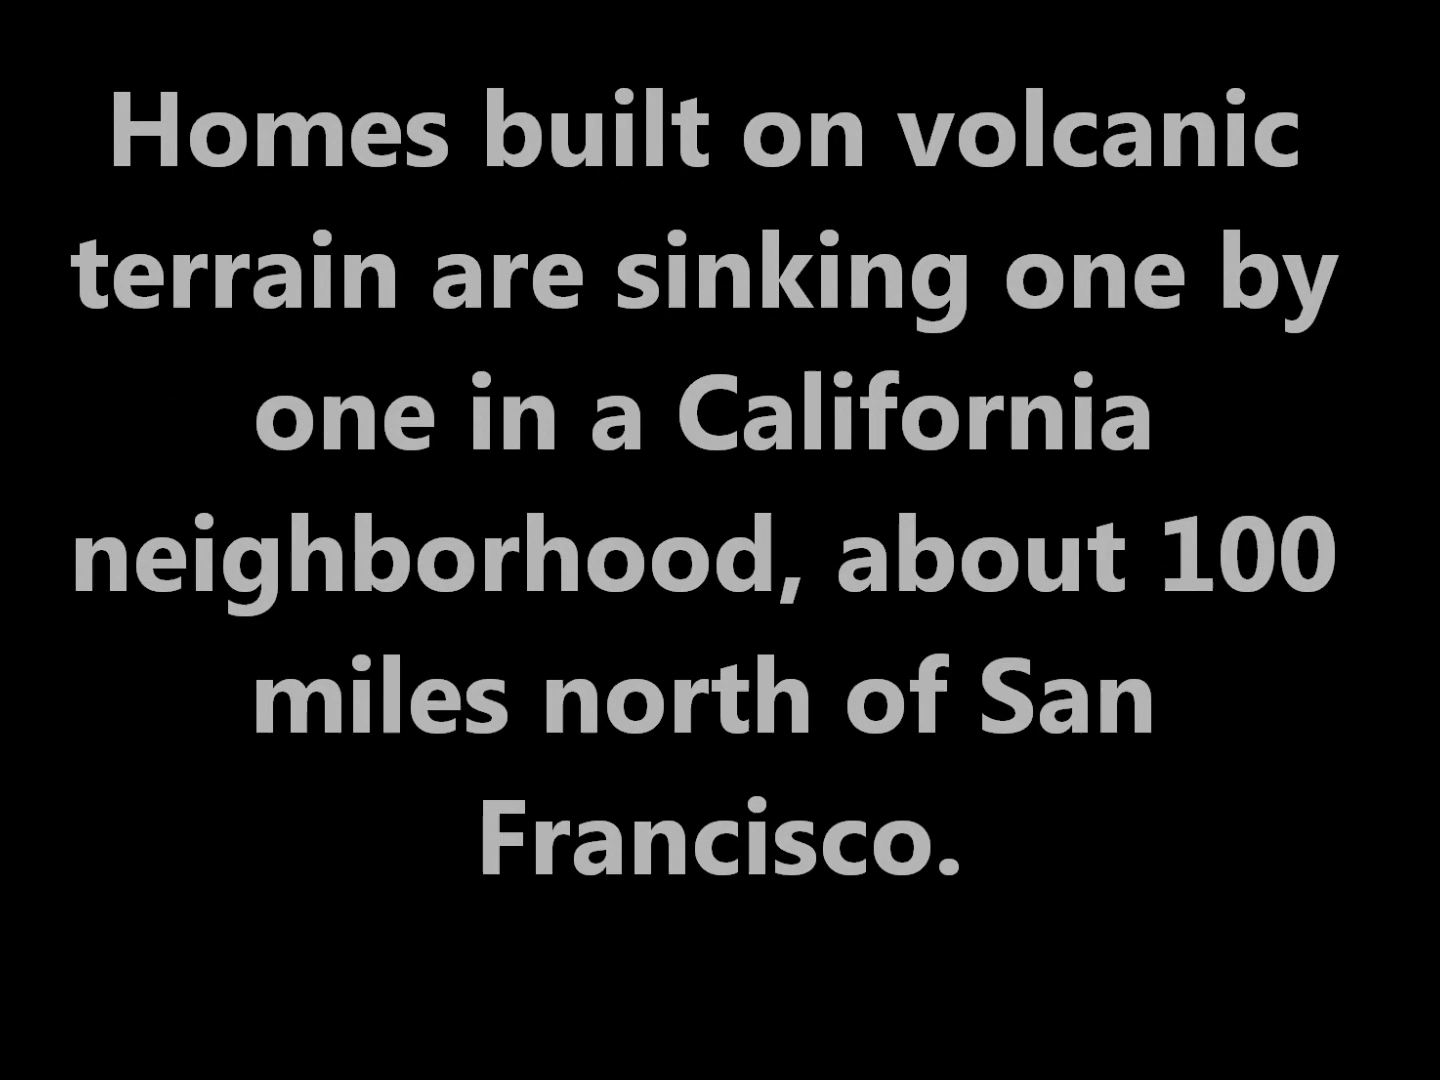 Homes built on volcanic
terrain are sinking one by
one in a California
neighborhood, about 100
miles north of San
Francisco.